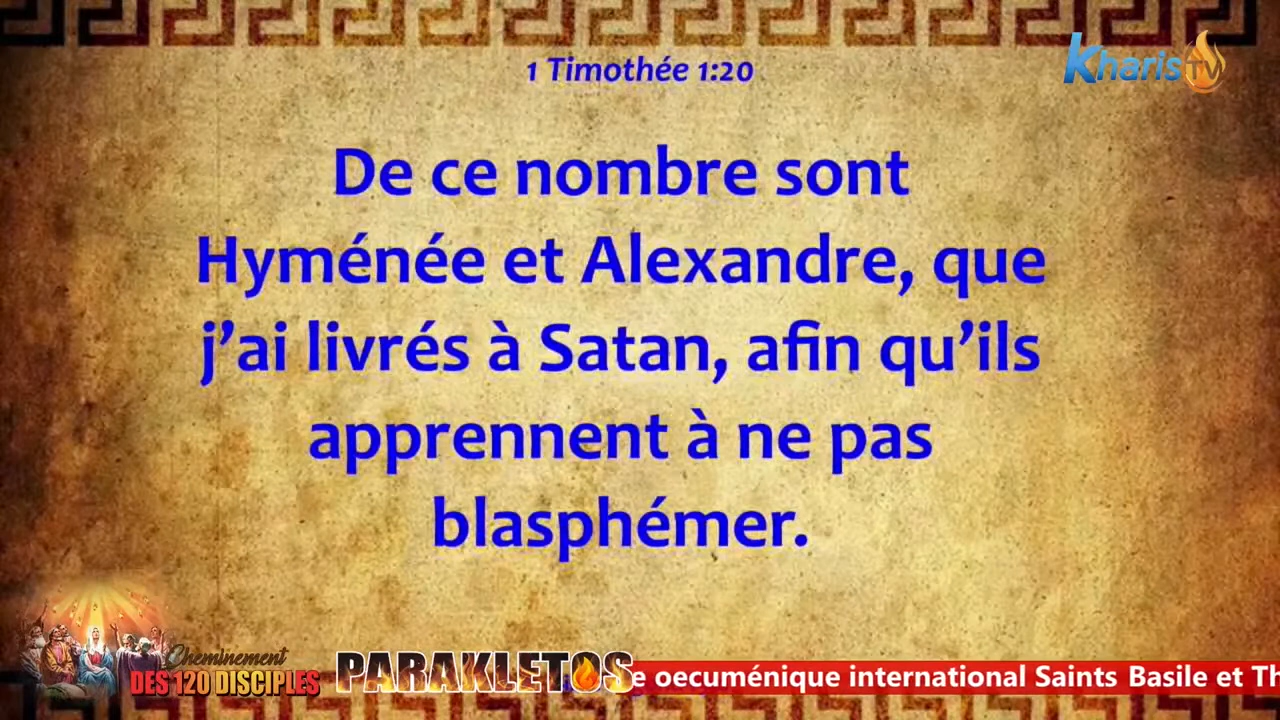 1 Timothée 1:20
Kharis TV
De ce nombre sont
Hyménée et Alexandre, que
j’ai livrés à Satan, afin qu’ils
apprennent à ne pas
blasphémer.
Cheminement
DES 120 DISCIPLES
PARAKLETOS
e oecuménique international Saints Basile et Th